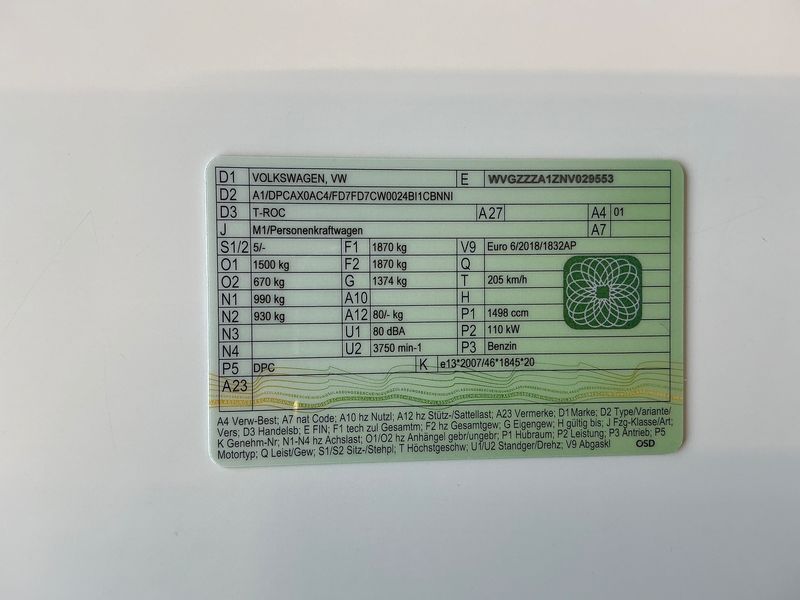 D1 VOLKSWAGEN, VW E WVGZZZA1ZNV029553
D2 A1/DPCAX0AC4/FD7FD7CW0024BI1CBNNI
D3 T-ROC A27 A4 01
J M1/Personenkraftwagen A7
S1/2 5/- F1 1870 kg V9 Euro 6/2018/1832AP
O1 1500 kg F2 1870 kg Q
O2 670 kg G 1374 kg T 205 km/h
N1 990 kg A10 H
N2 930 kg A12 80/- kg P1 1498 ccm
N3 U1 80 dBA P2 110 kW
N4 U2 3750 min-1 P3 Benzin
P5 DPC K e13*2007/46*1845*20
A23
A4 Verw-Best; A7 nat Code; A10 hz Nutzl; A12 hz Stütz-/Sattellast; A23 Vermerke; D1 Marke; D2 Type/Variante/
Vers; D3 Handelsb; E FIN; F1 tech zul Gesamtm; F2 hz Gesamtgew; G Eigengew; H gültig bis; J Fzg-Klasse/Art;
K Genehm-Nr; N1-N4 hz Achslast; O1/O2 hz Anhängel gebr/ungebr; P1 Hubraum; P2 Leistung; P3 Antrieb; P5
Motortyp; Q Leist/Gew; S1/S2 Sitz-/Stehpl; T Höchstgeschw; U1/U2 Standger/Drehz; V9 Abgaskl OSD